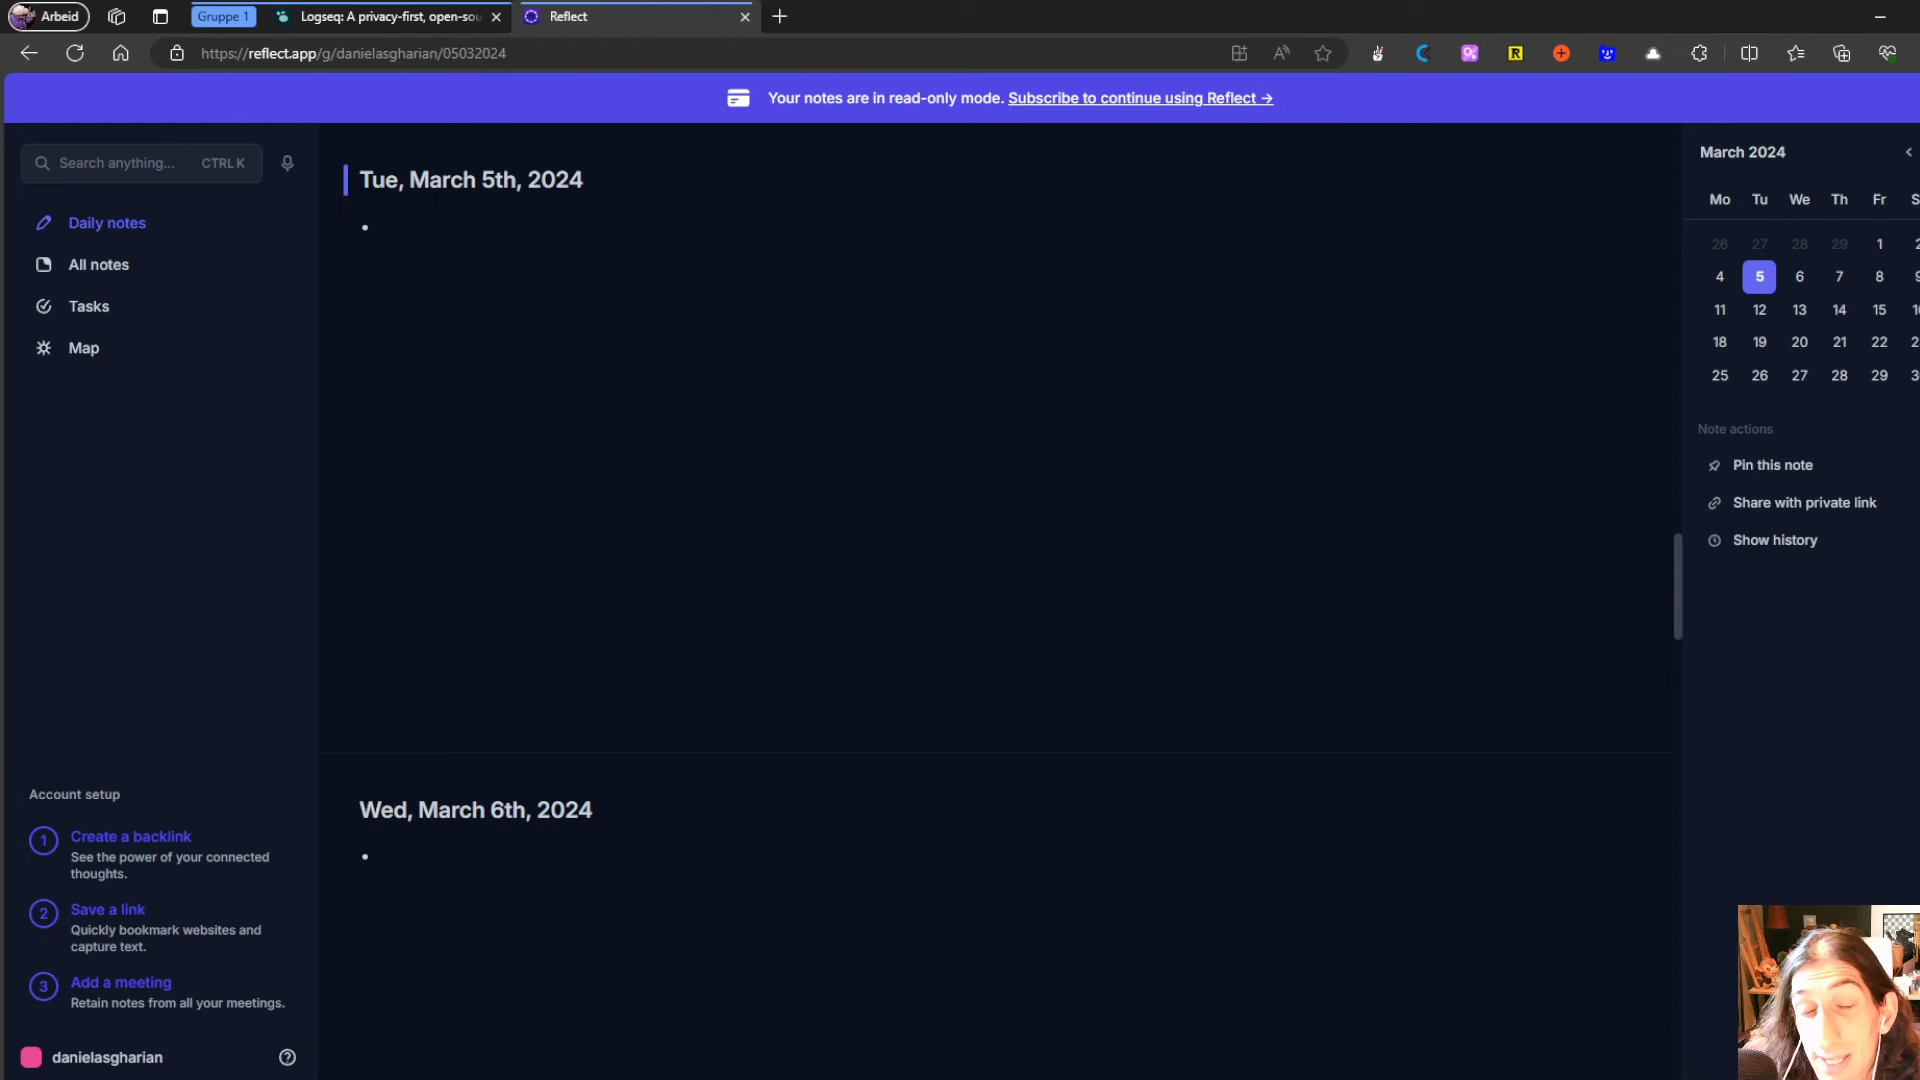 Arbeid
Gruppe 1
Logseq: A privacy-first, open-sou
Reflect
https://reflect.app/g/danielasgharian/05032024
Your notes are in read-only mode. Subscribe to continue using Reflect →
Search anything...
CTRL K
Daily notes
All notes
Tasks
Map
Tue, March 5th, 2024
Wed, March 6th, 2024
March 2024
Mo Tu We Th Fr S
26 27 28 29 1 2
4 5 6 7 8 9
11 12 13 14 15
18 19 20 21 22
25 26 27 28 29
Note actions
Pin this note
Share with private link
Show history
Account setup
1 Create a backlink
See the power of your connected
thoughts.
2 Save a link
Quickly bookmark websites and
capture text.
3 Add a meeting
Retain notes from all your meetings.
danielasgharian